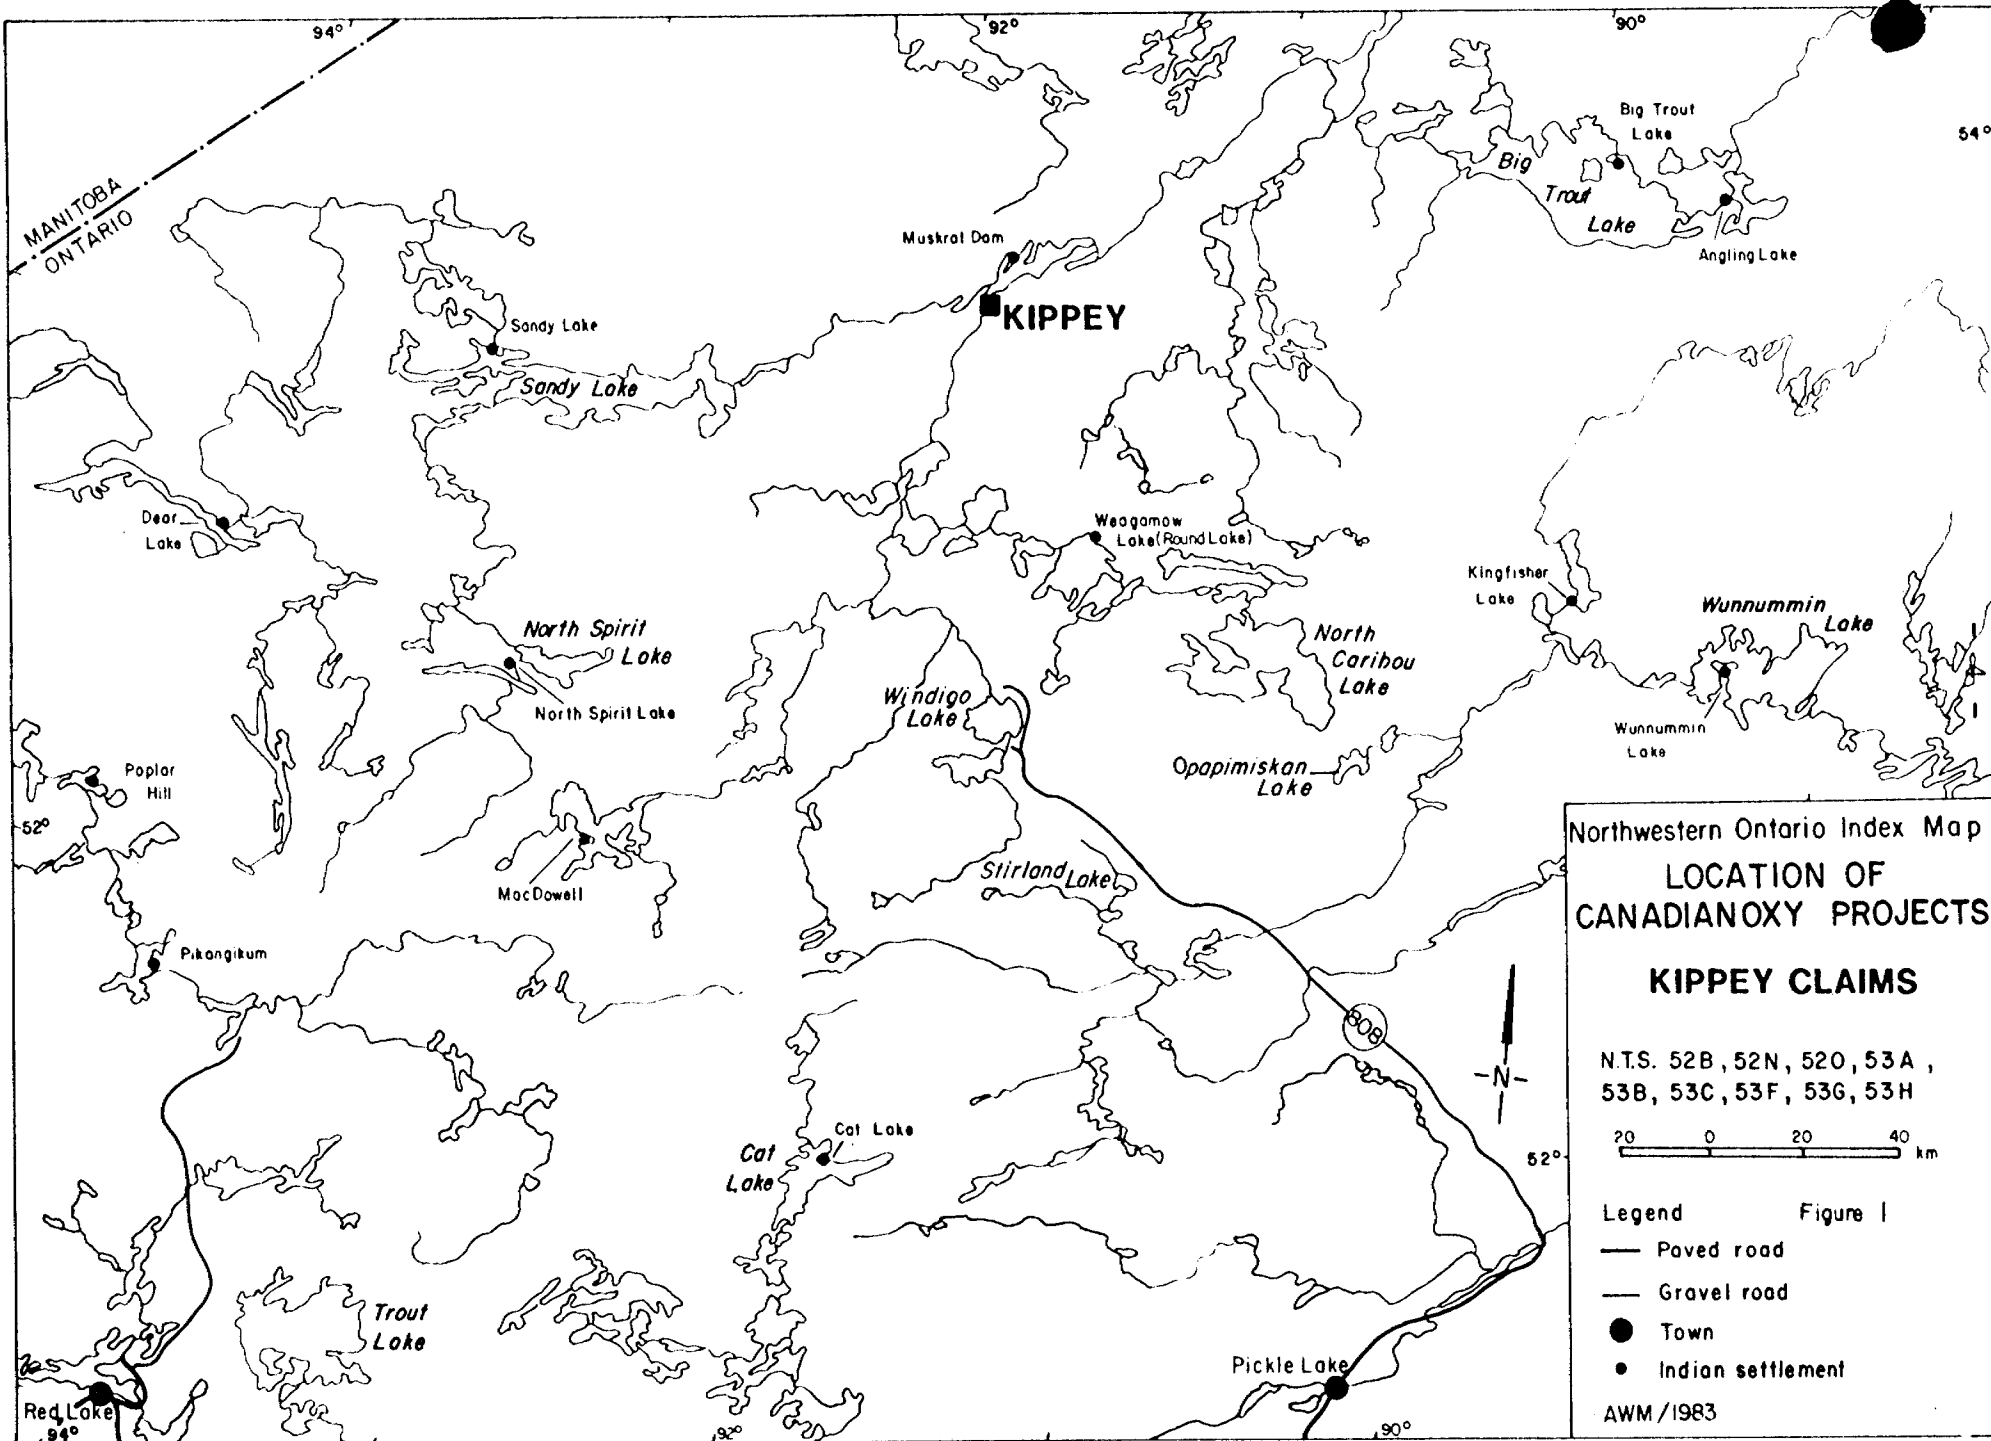 94°
92°
90°
54°
MANITOBA
ONTARIO
Big Trout
Lake
Big
Trout
Lake
Angling Lake
Muskrat Dam
KIPPEY
Sandy Lake
Sandy Lake
Deer
Lake
Weagamow
Lake (Round Lake)
Kingfisher
Lake
Wunnummin
Lake
Wunnummin
Lake
North Spirit
Lake
North Spirit Lake
North
Caribou
Lake
Windigo
Lake
Opapimiskan
Lake
Poplar
Hill
52°
MacDowell
Stirland Lake
Pikangikum
808
Cat Lake
Cat
Lake
Trout
Lake
Pickle Lake
Red Lake
94°
92°
90°
52°
Northwestern Ontario Index Map
LOCATION OF
CANADIANOXY PROJECTS
KIPPEY CLAIMS
N.T.S. 52B, 52N, 52O, 53A,
53B, 53C, 53F, 53G, 53H
-N-
20 0 20 40 km
Legend Figure 1
Paved road
Gravel road
Town
Indian settlement
AWM/1983